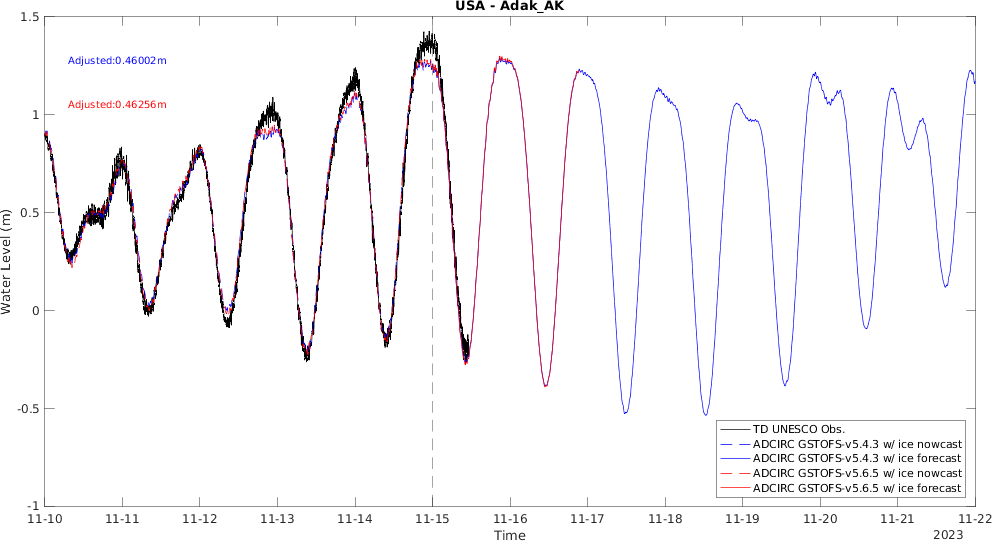 USA - Adak_AK
Adjusted:0.46002m
Adjusted:0.46256m
Water Level (m)
1.5
1
0.5
0
-0.5
-1
TD UNESCO Obs.
ADCIRC GSTOFS-v5.4.3 w/ ice nowcast
ADCIRC GSTOFS-v5.4.3 w/ ice forecast
ADCIRC GSTOFS-v5.6.5 w/ ice nowcast
ADCIRC GSTOFS-v5.6.5 w/ ice forecast
11-10 11-11 11-12 11-13 11-14 11-15 11-16 11-17 11-18 11-19 11-20 11-21 11-22
Time
2023